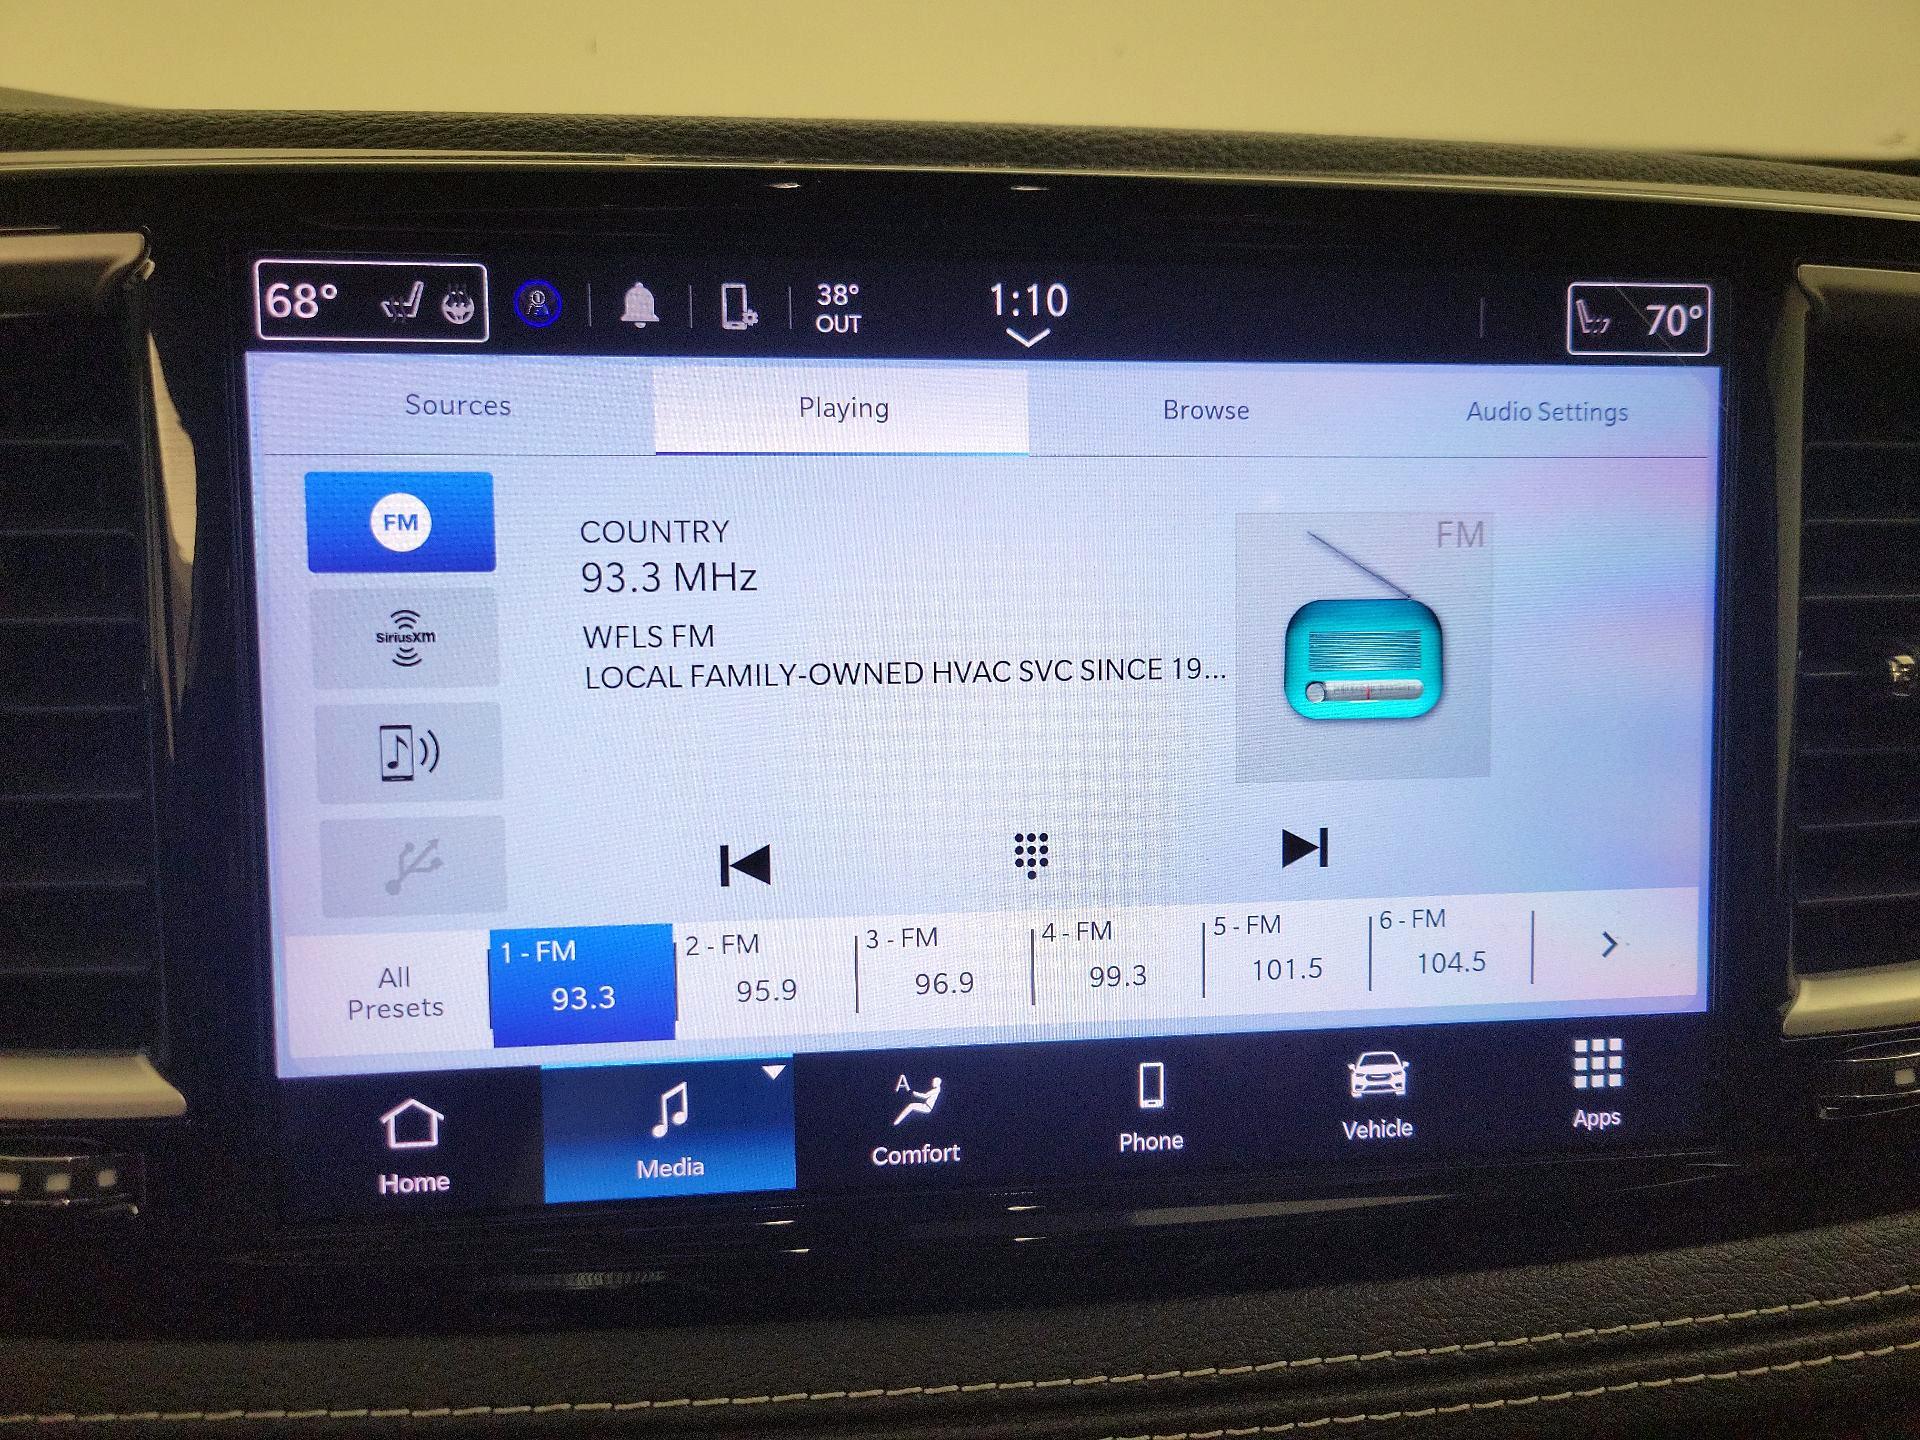 68°
38°
OUT
1:10
70°
Sources
Playing
Browse
Audio Settings
FM
COUNTRY
93.3 MHz
WFLS FM
LOCAL FAMILY-OWNED HVAC SVC SINCE 19...
FM
SiriusXM
All
Presets
1 - FM
93.3
2 - FM
95.9
3 - FM
96.9
4 - FM
99.3
5 - FM
101.5
6 - FM
104.5
Home
Media
A
Comfort
Phone
Vehicle
Apps